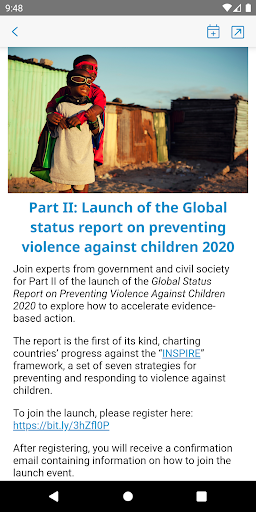 9:48
Part II: Launch of the Global
status report on preventing
violence against children 2020
Join experts from government and civil society
for Part II of the launch of the Global Status
Report on Preventing Violence Against Children
2020 to explore how to accelerate evidence-
based action.
The report is the first of its kind, charting
countries' progress against the “INSPIRE”
framework, a set of seven strategies for
preventing and responding to violence against
children.
To join the launch, please register here:
https://bit.ly/3hZfl0P
After registering, you will receive a confirmation
email containing information on how to join the
launch event.